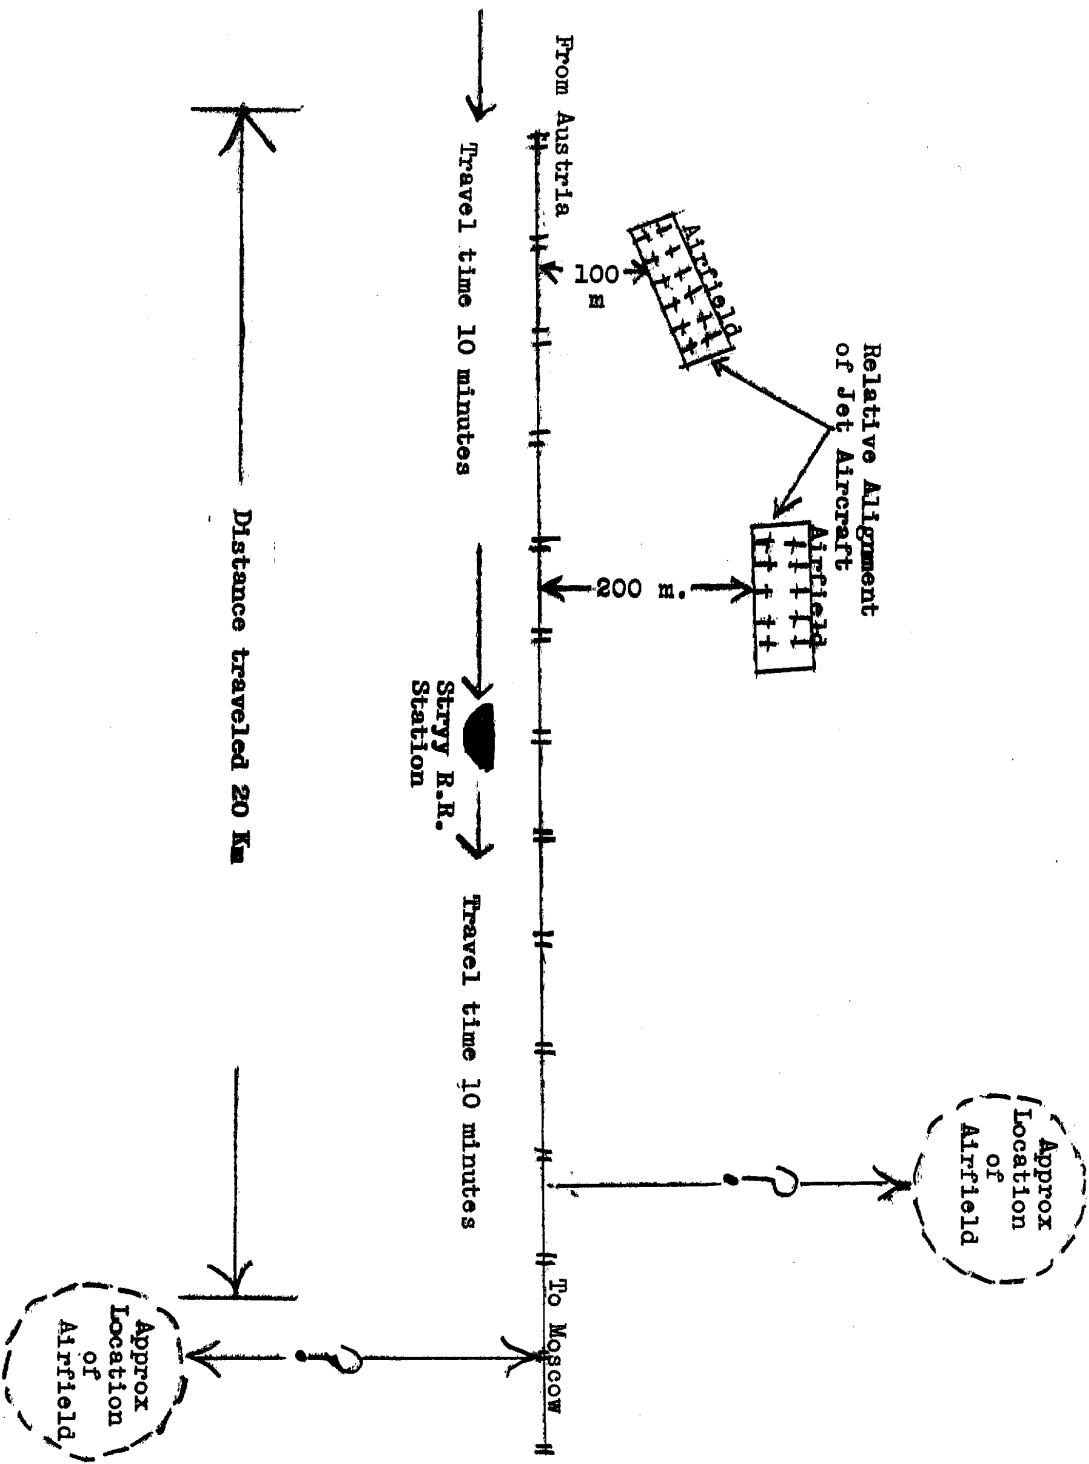 Relative Alignment
of Jet Aircraft
Airfield
Airfield
100
m
200 m.
From Austria
To Moscow
Travel time 10 minutes
Stryy R.R.
Station
Travel time 10 minutes
Distance traveled 20 Km
?
Approx
Location
of
Airfield
?
Approx
Location
of
Airfield